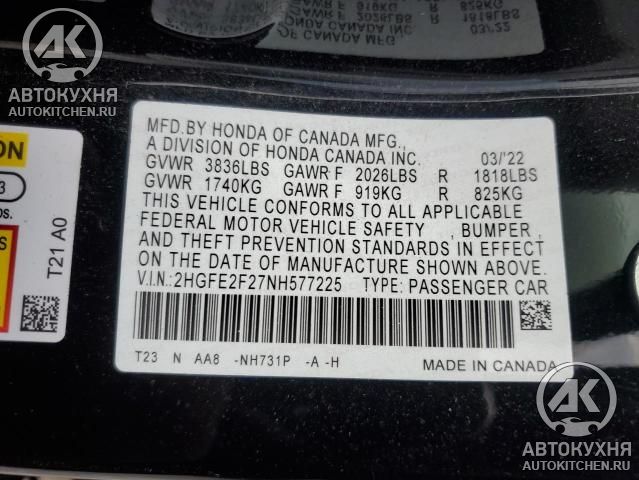 АВТОКУХНЯ
AUTOKITCHEN.RU
MFD.BY HONDA OF CANADA MFG.,
A DIVISION OF HONDA CANADA INC. 03/'22
GVWR 3836LBS GAWR F 2026LBS R 1818LBS
GVWR 1740KG GAWR F 919KG R 825KG
THIS VEHICLE CONFORMS TO ALL APPLICABLE
FEDERAL MOTOR VEHICLE SAFETY , BUMPER ,
AND THEFT PREVENTION STANDARDS IN EFFECT
ON THE DATE OF MANUFACTURE SHOWN ABOVE.
V.I.N.:2HGFE2F27NH577225 TYPE: PASSENGER CAR
T23 N AA8 -NH731P -A -H
MADE IN CANADA
T21 A0
АВТОКУХНЯ
AUTOKITCHEN.RU